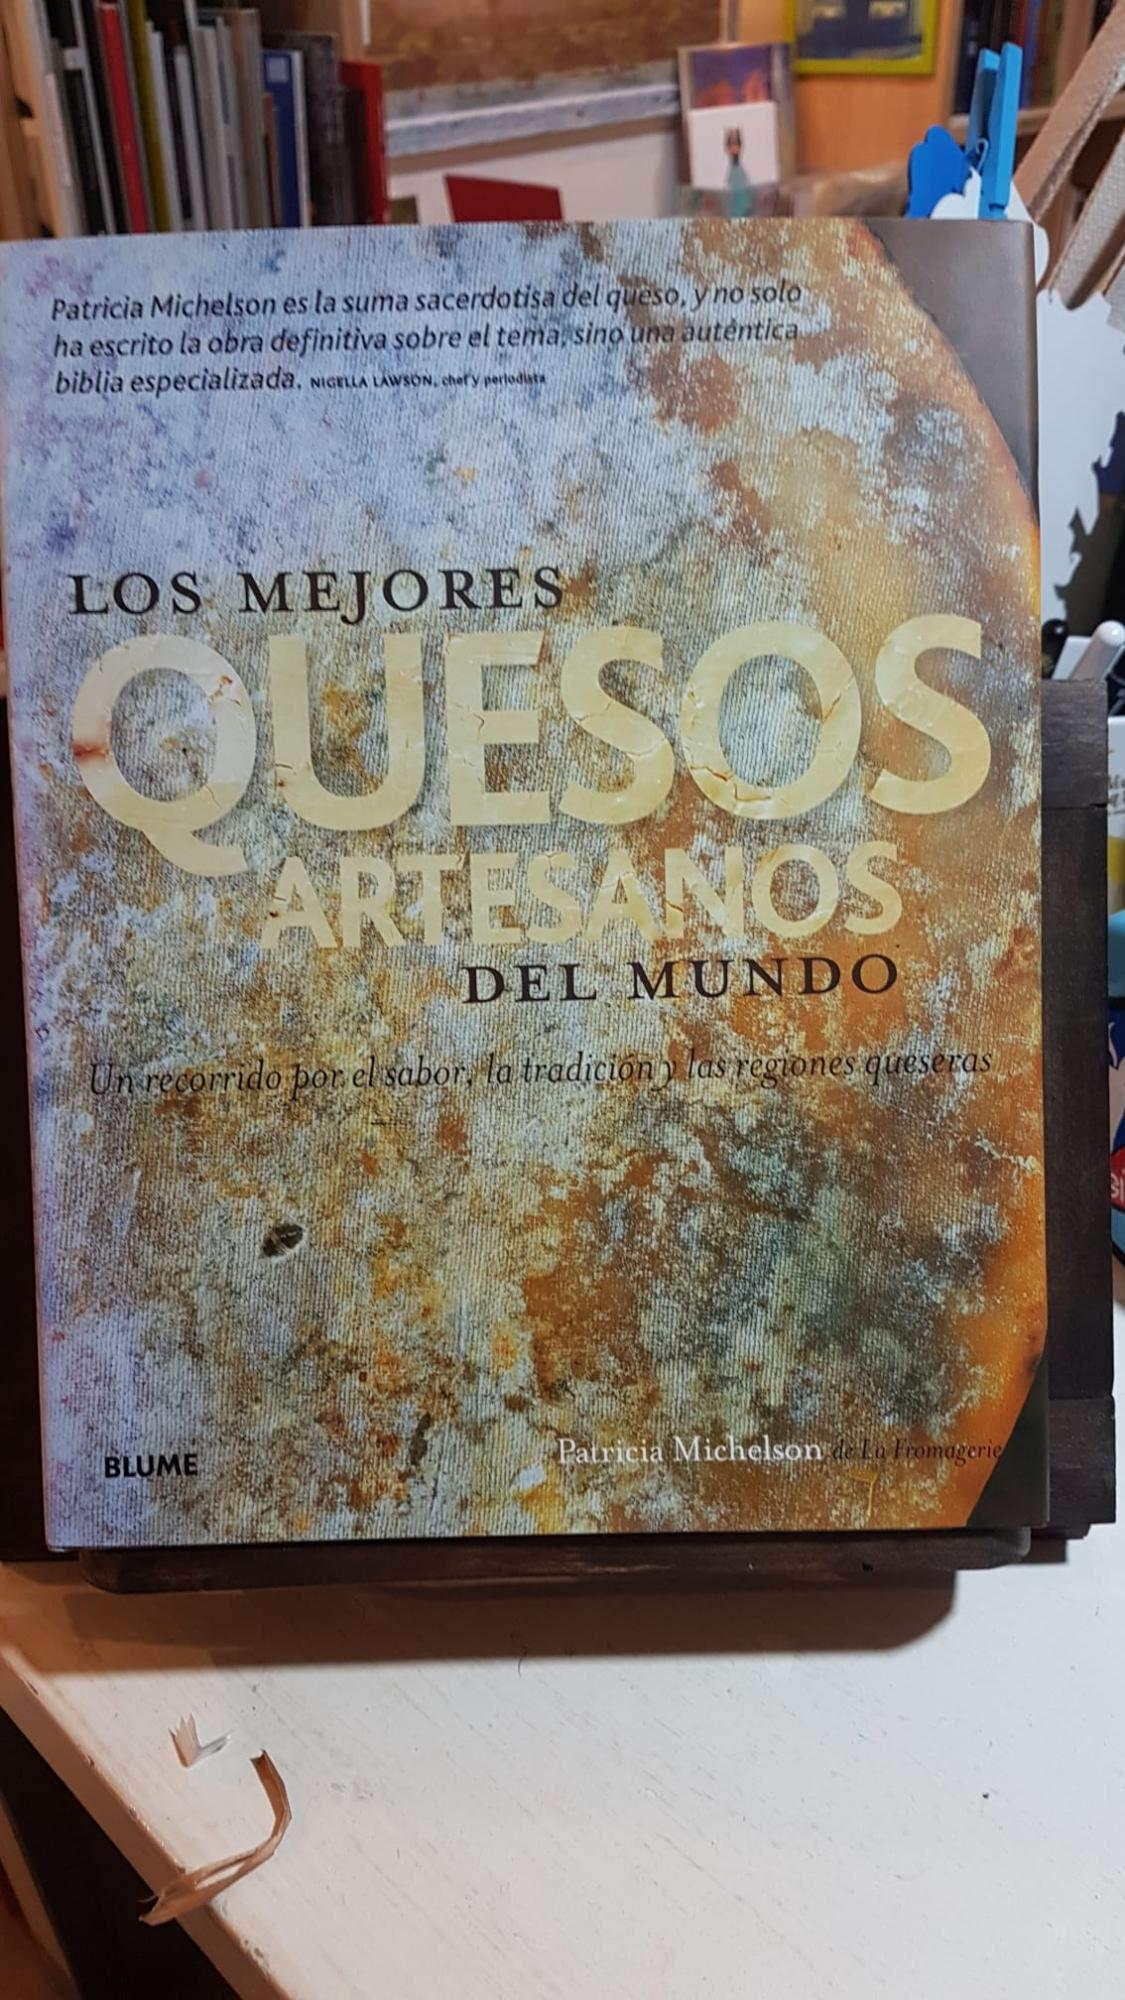 Patricia Michelson es la suma sacerdotisa del queso, y no solo
ha escrito la obra definitiva sobre el tema, sino una auténtica
biblia especializada. NIGELLA LAWSON, chef y periodista
LOS MEJORES
QUESOS
ARTESANOS
DEL MUNDO
Un recorrido por el sabor, la tradición y las regiones queseras
BLUME
Patricia Michelson de La Fromagerie